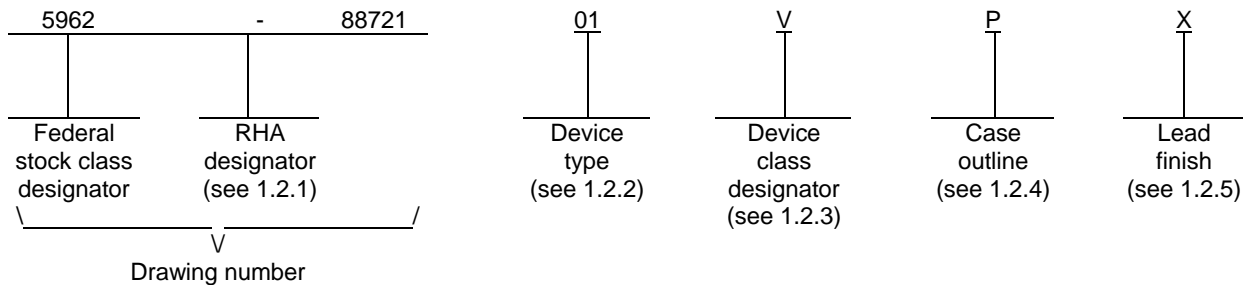 5962 - 88721 01 V P X
Federal stock class designator
RHA designator (see 1.2.1)
Device type (see 1.2.2)
Device class designator (see 1.2.3)
Case outline (see 1.2.4)
Lead finish (see 1.2.5)
\ /
\/
Drawing number